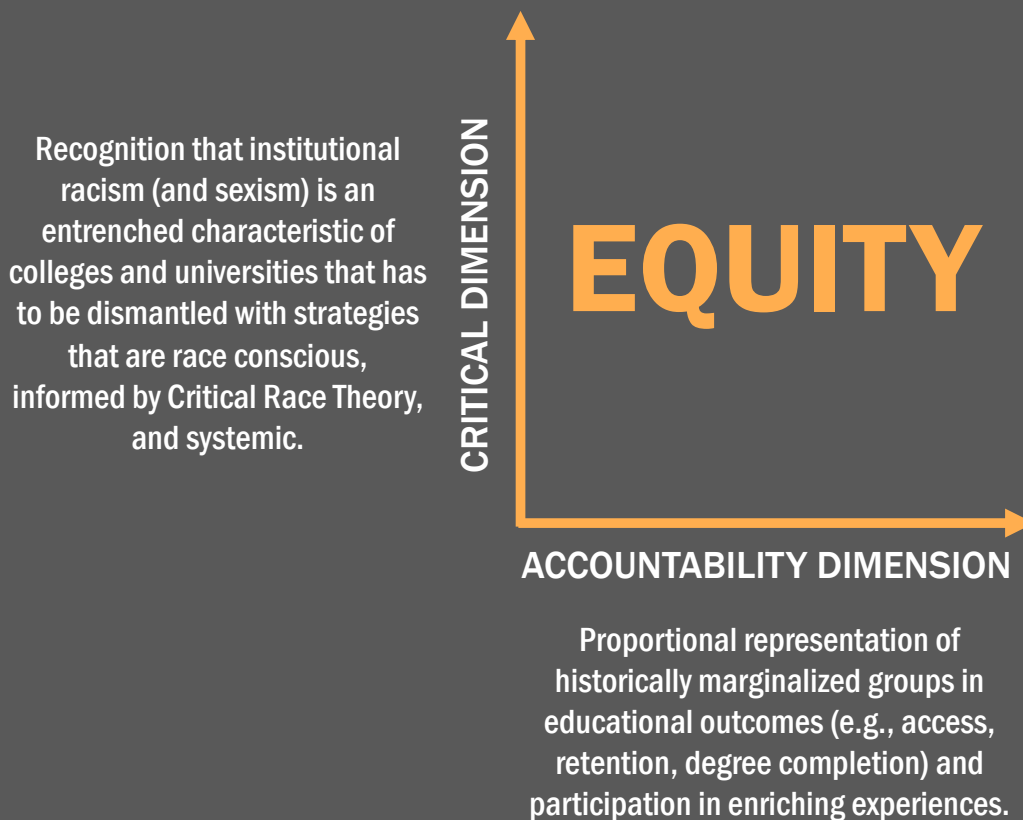 Recognition that institutional
racism (and sexism) is an
entrenched characteristic of
colleges and universities that has
to be dismantled with strategies
that are race conscious,
informed by Critical Race Theory,
and systemic.
CRITICAL DIMENSION
EQUITY
ACCOUNTABILITY DIMENSION
Proportional representation of
historically marginalized groups in
educational outcomes (e.g., access,
retention, degree completion) and
participation in enriching experiences.